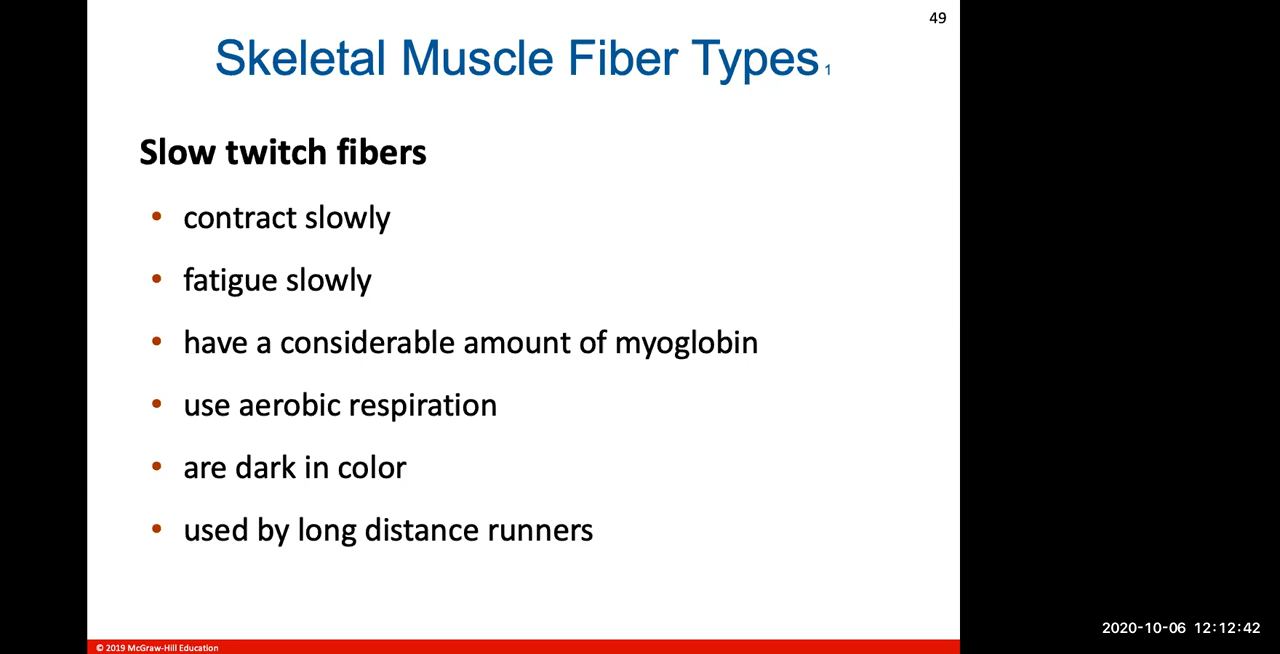 49
Skeletal Muscle Fiber Types 1
Slow twitch fibers
• contract slowly
• fatigue slowly
• have a considerable amount of myoglobin
• use aerobic respiration
• are dark in color
• used by long distance runners
2020-10-06 12:12:42
© 2019 McGraw-Hill Education